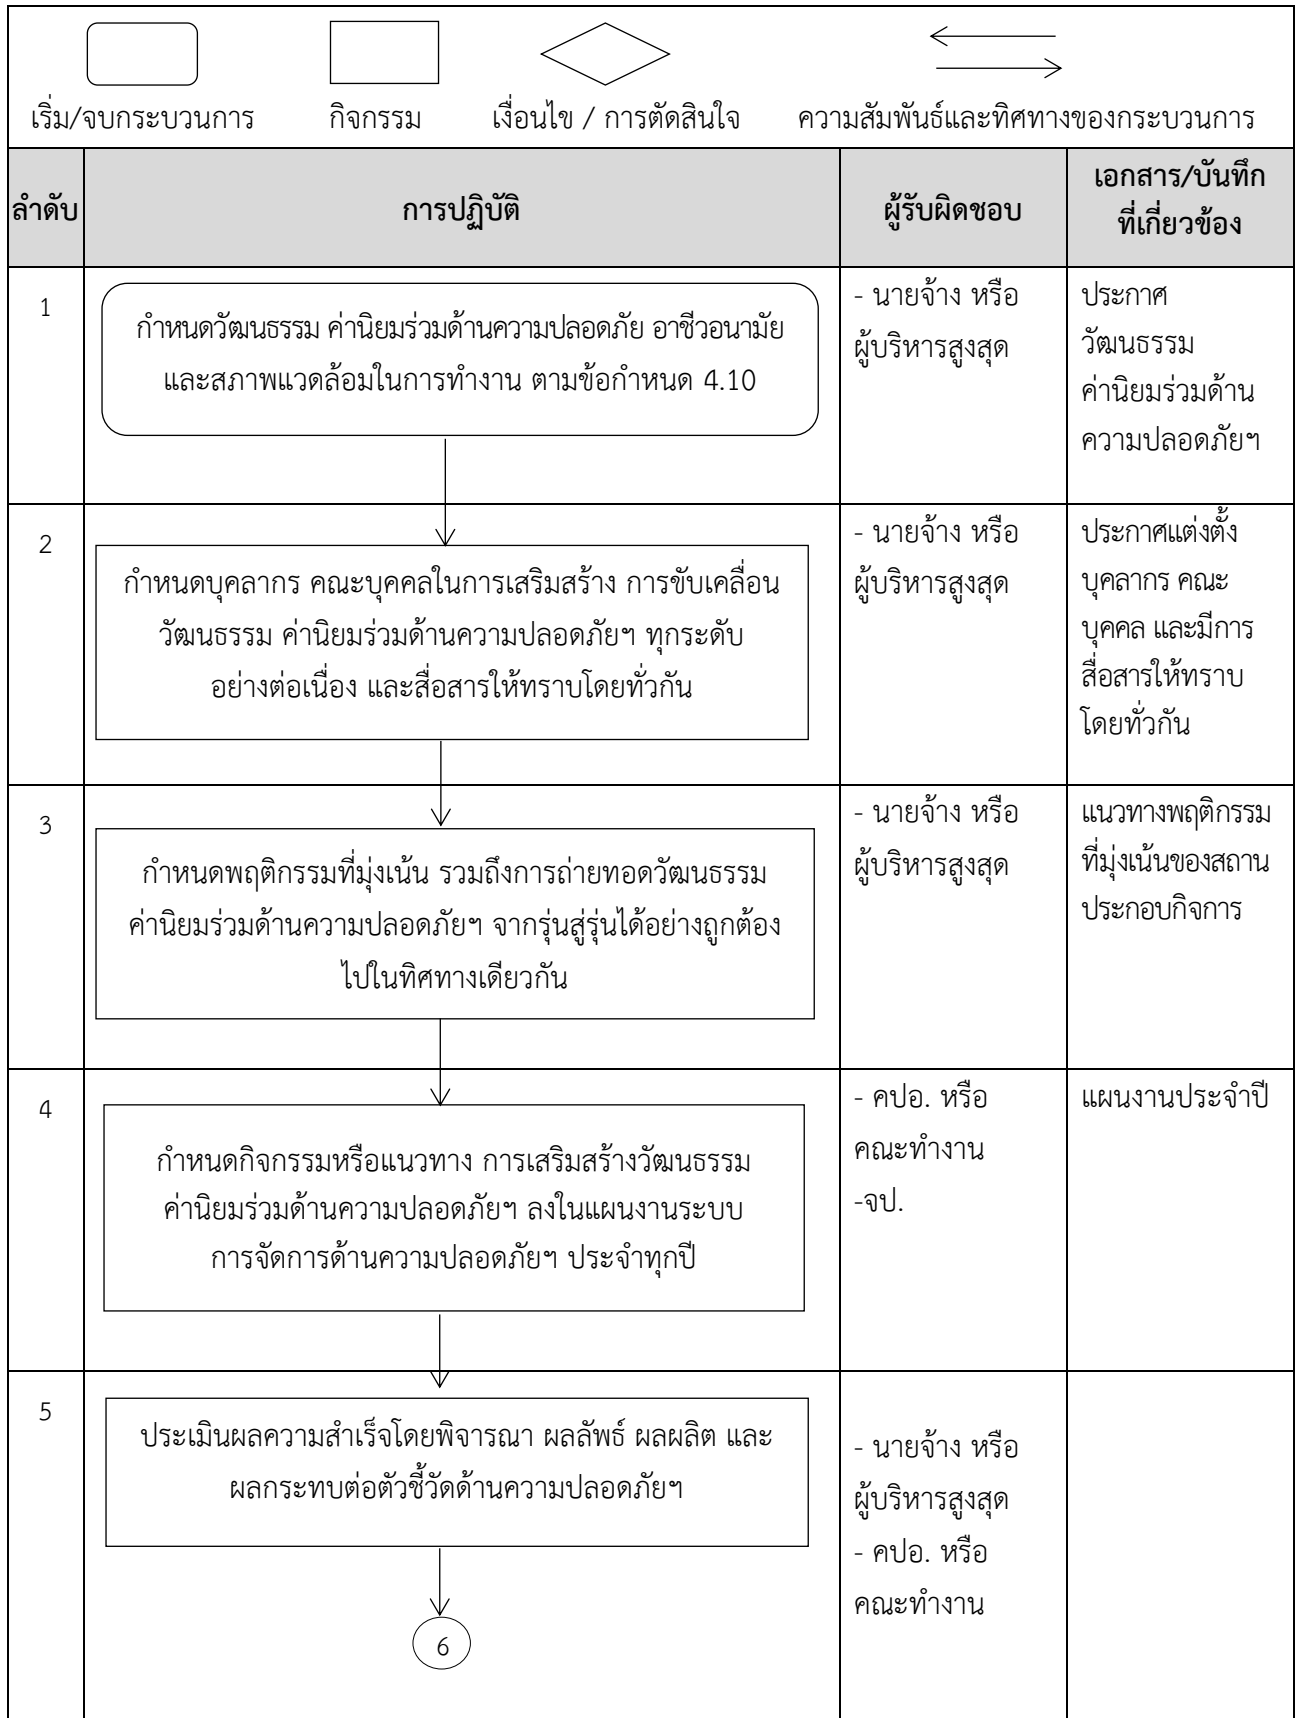 เริ่ม/จบกระบวนการ กิจกรรม เงื่อนไข / การตัดสินใจ ความสัมพันธ์และทิศทางของกระบวนการ
ลำดับ การปฏิบัติ ผู้รับผิดชอบ เอกสาร/บันทึก
ที่เกี่ยวข้อง
1
กำหนดวัฒนธรรม ค่านิยมร่วมด้านความปลอดภัย อาชีวอนามัย
และสภาพแวดล้อมในการทำงาน ตามข้อกำหนด 4.10
- นายจ้าง หรือ
ผู้บริหารสูงสุด
ประกาศ
วัฒนธรรม
ค่านิยมร่วมด้าน
ความปลอดภัยฯ
2
กำหนดบุคลากร คณะบุคคลในการเสริมสร้าง การขับเคลื่อน
วัฒนธรรม ค่านิยมร่วมด้านความปลอดภัยฯ ทุกระดับ
อย่างต่อเนื่อง และสื่อสารให้ทราบโดยทั่วกัน
- นายจ้าง หรือ
ผู้บริหารสูงสุด
ประกาศแต่งตั้ง
บุคลากร คณะ
บุคคล และมีการ
สื่อสารให้ทราบ
โดยทั่วกัน
3
กำหนดพฤติกรรมที่มุ่งเน้น รวมถึงการถ่ายทอดวัฒนธรรม
ค่านิยมร่วมด้านความปลอดภัยฯ จากรุ่นสู่รุ่นได้อย่างถูกต้อง
ไปในทิศทางเดียวกัน
- นายจ้าง หรือ
ผู้บริหารสูงสุด
แนวทางพฤติกรรม
ที่มุ่งเน้นของสถาน
ประกอบกิจการ
4
กำหนดกิจกรรมหรือแนวทาง การเสริมสร้างวัฒนธรรม
ค่านิยมร่วมด้านความปลอดภัยฯ ลงในแผนงานระบบ
การจัดการด้านความปลอดภัยฯ ประจำทุกปี
- คปอ. หรือ
คณะทำงาน
-จป.
แผนงานประจำปี
5
ประเมินผลความสำเร็จโดยพิจารณา ผลลัพธ์ ผลผลิต และ
ผลกระทบต่อตัวชี้วัดด้านความปลอดภัยฯ
- นายจ้าง หรือ
ผู้บริหารสูงสุด
- คปอ. หรือ
คณะทำงาน
6